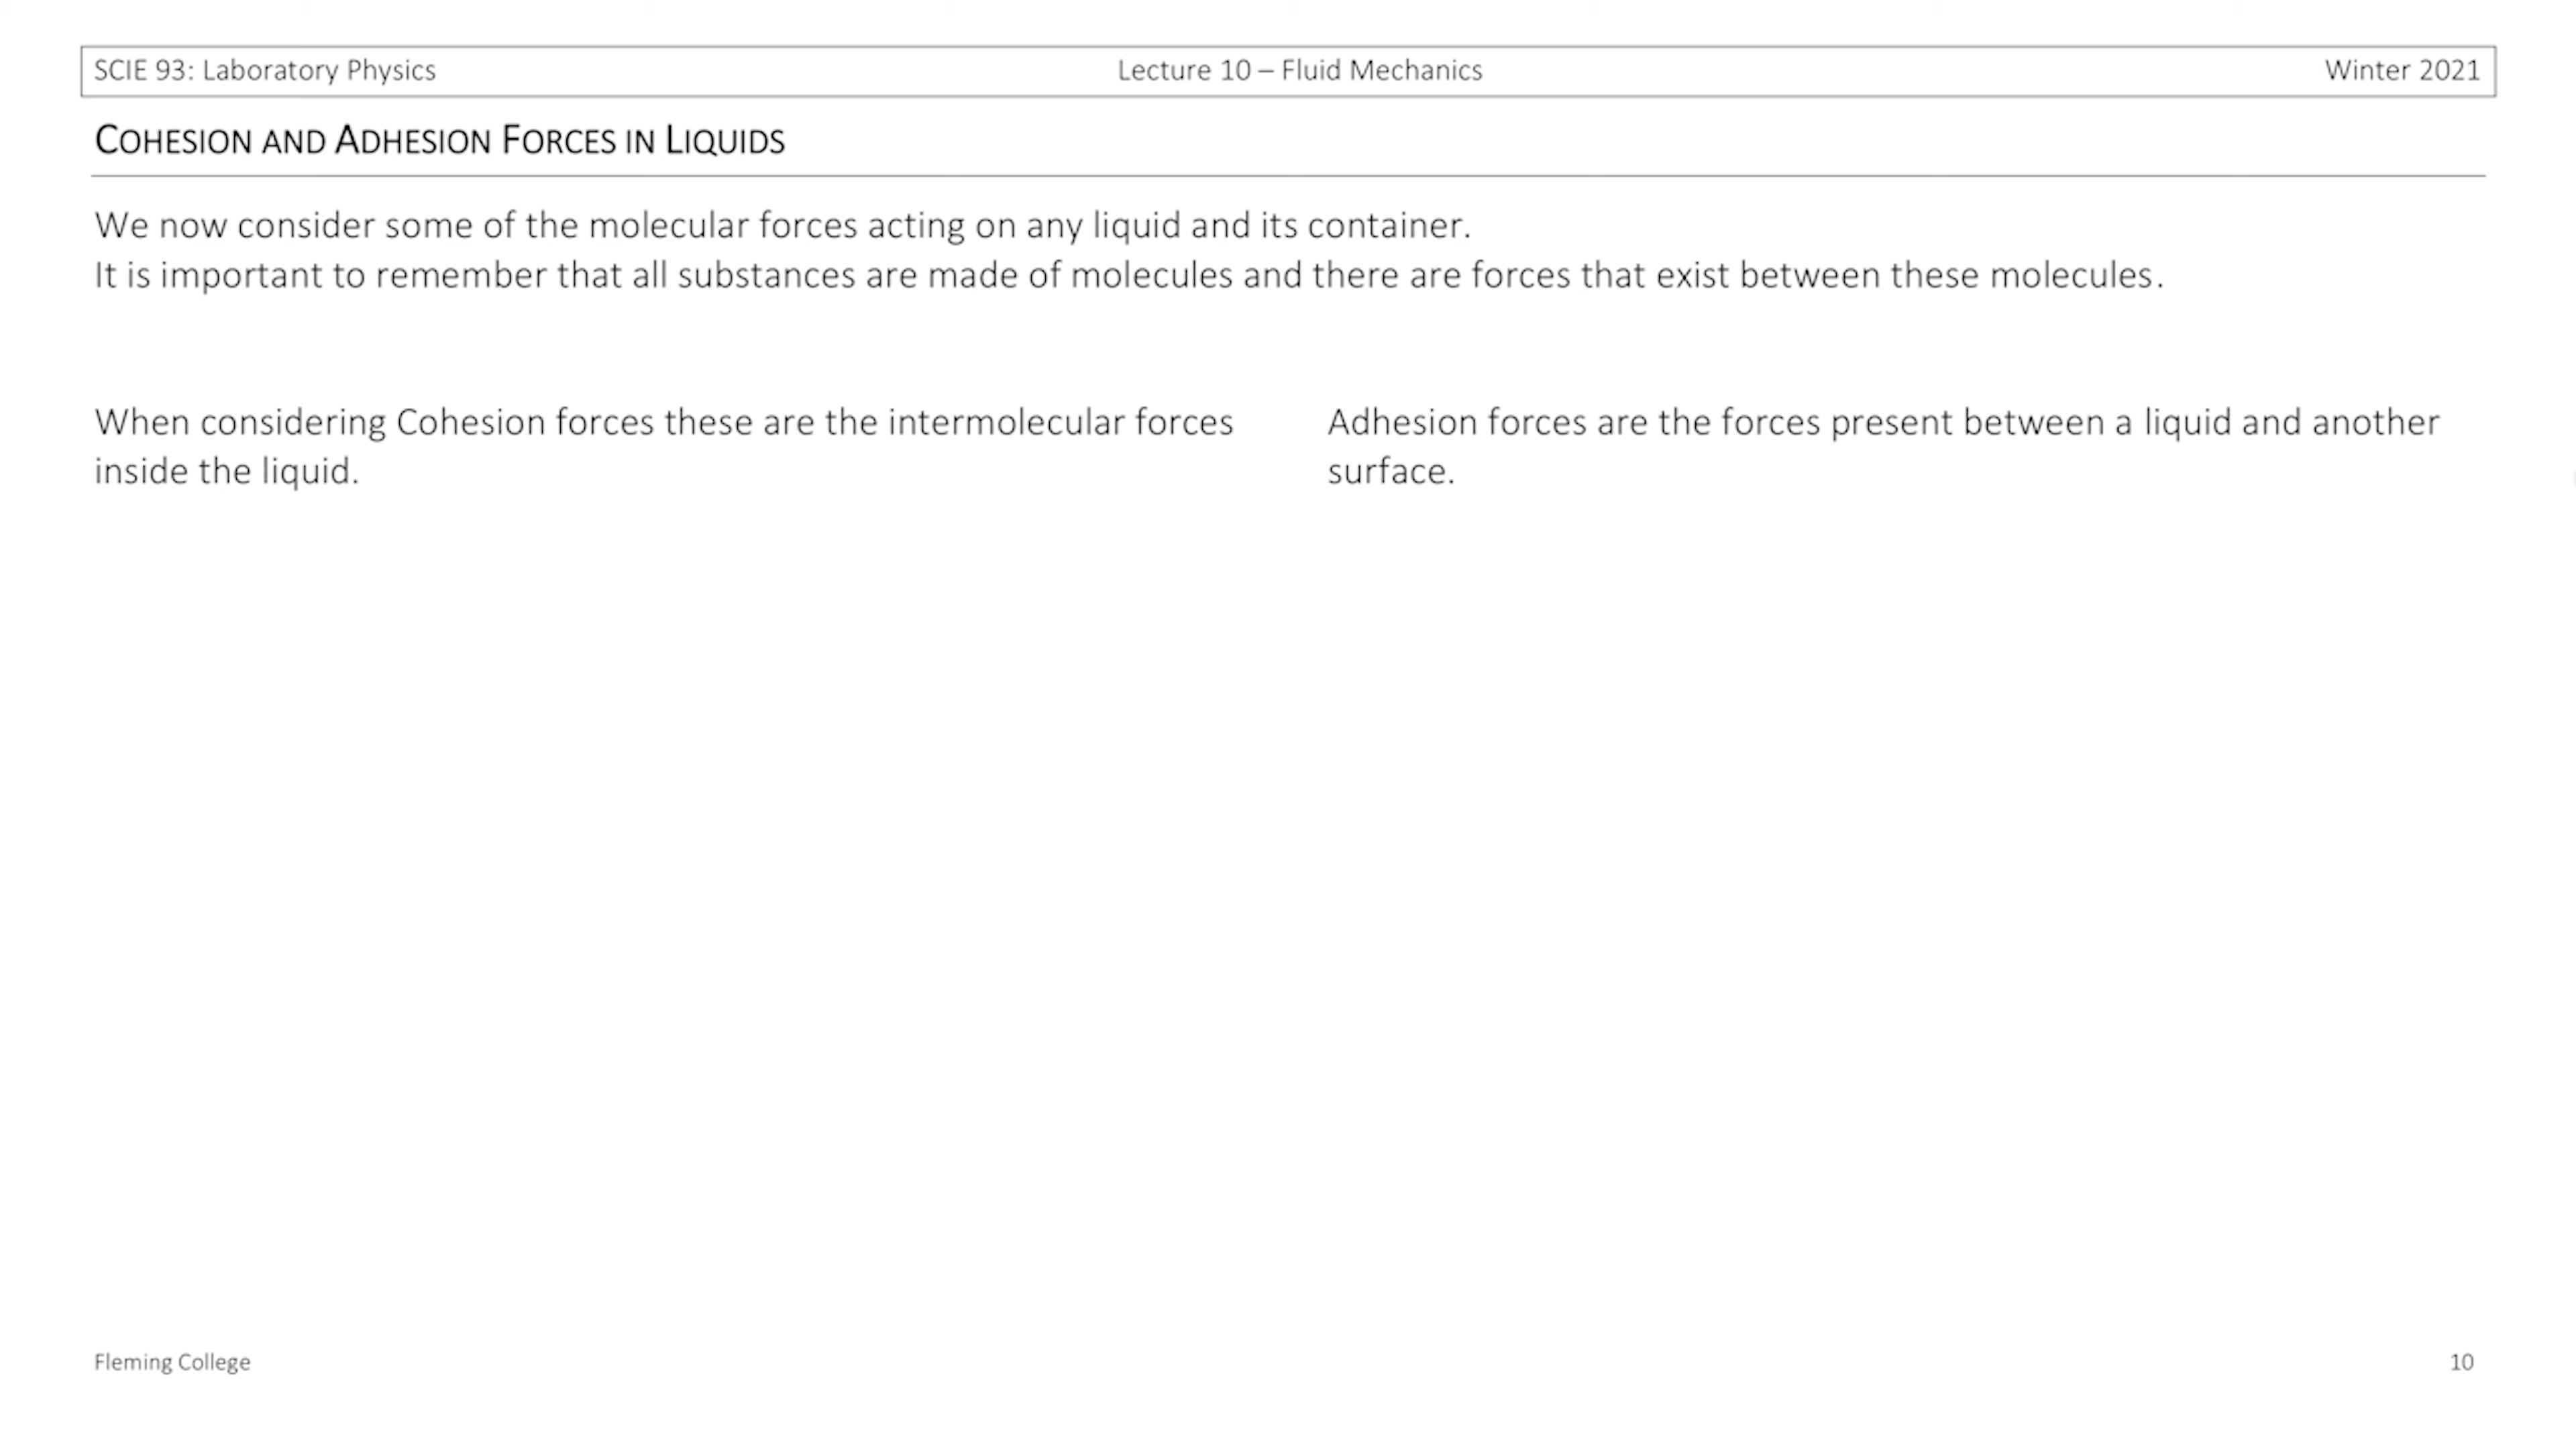 SCIE 93: Laboratory Physics
Lecture 10 – Fluid Mechanics
Winter 2021
COHESION AND ADHESION FORCES IN LIQUIDS
We now consider some of the molecular forces acting on any liquid and its container.
It is important to remember that all substances are made of molecules and there are forces that exist between these molecules.
When considering Cohesion forces these are the intermolecular forces
inside the liquid.
Adhesion forces are the forces present between a liquid and another
surface.
Fleming College
10